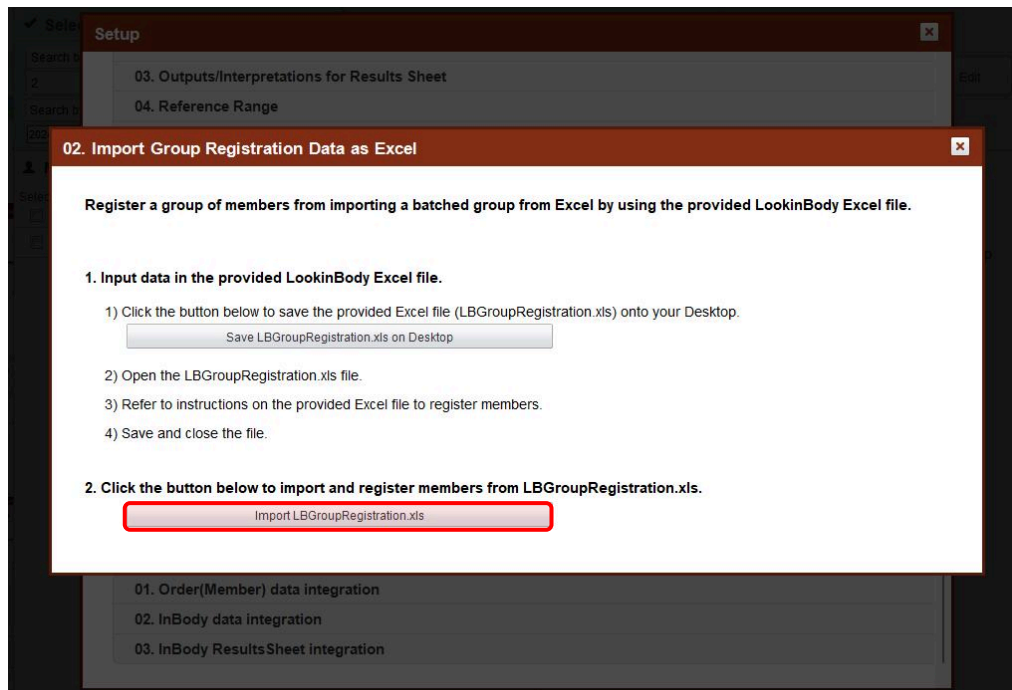 Setup
Search b
Edit
2
Search b
03. Outputs/Interpretations for Results Sheet
04. Reference Range
02. Import Group Registration Data as Excel
Register a group of members from importing a batched group from Excel by using the provided LookinBody Excel file.
1. Input data in the provided LookinBody Excel file.
1) Click the button below to save the provided Excel file (LBGroupRegistration.xls) onto your Desktop.
Save LBGroupRegistration.xls on Desktop
2) Open the LBGroupRegistration.xls file.
3) Refer to instructions on the provided Excel file to register members.
4) Save and close the file.
2. Click the button below to import and register members from LBGroupRegistration.xls.
Import LBGroupRegistration.xls
01. Order(Member) data integration
02. InBody data integration
03. InBody ResultsSheet integration